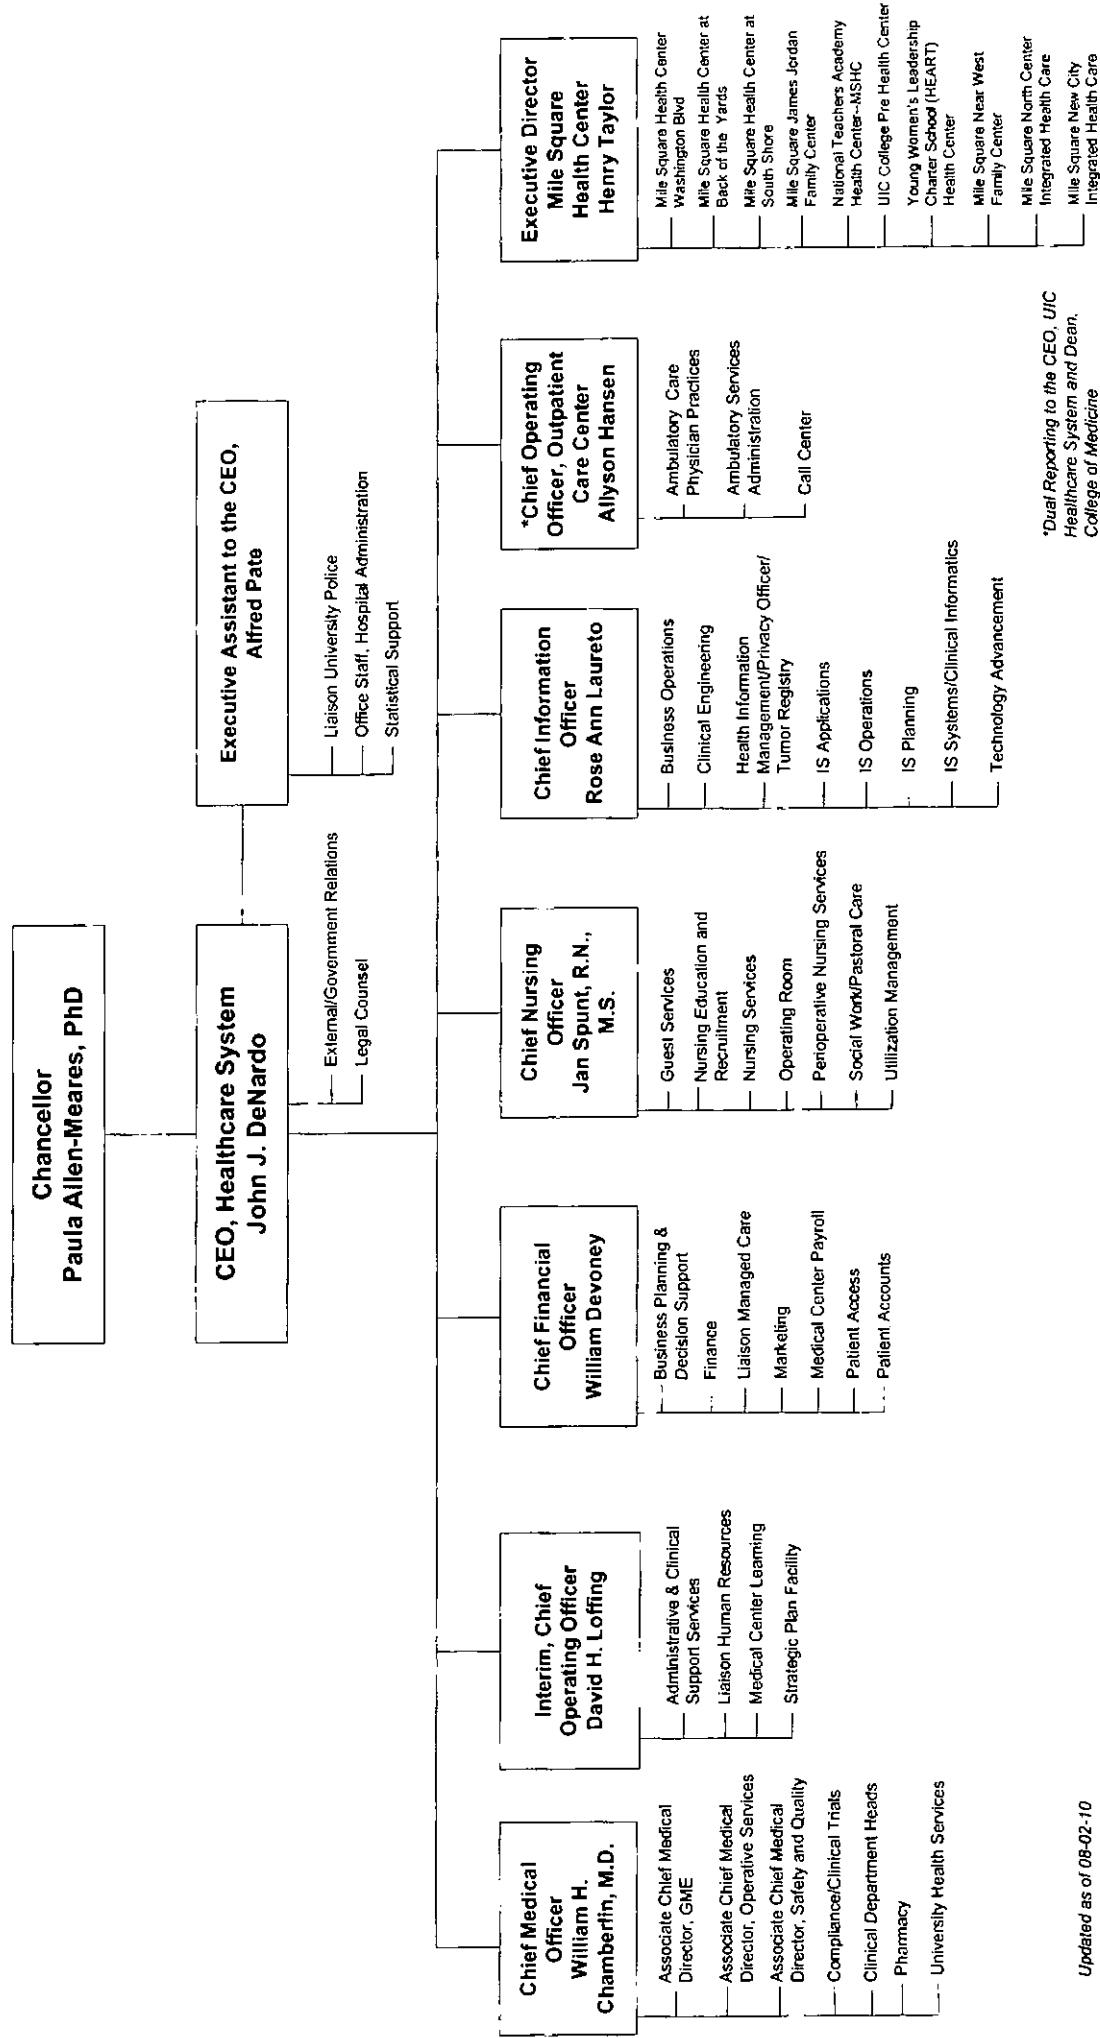 Chancellor
Paula Allen-Meares, PhD
CEO, Healthcare System
John J. DeNardo
External/Government Relations
Legal Counsel
Executive Assistant to the CEO,
Alfred Pate
Liaison University Police
Office Staff, Hospital Administration
Statistical Support
Chief Medical
Officer
William H.
Chamberlin, M.D.
Associate Chief Medical
Director, GME
Associate Chief Medical
Director, Operative Services
Associate Chief Medical
Director, Safety and Quality
Compliance/Clinical Trials
Clinical Department Heads
Pharmacy
University Health Services
Interim, Chief
Operating Officer
David H. Loffing
Administrative & Clinical
Support Services
Liaison Human Resources
Medical Center Learning
Strategic Plan Facility
Chief Financial
Officer
William Devoney
Business Planning &
Decision Support
Finance
Liaison Managed Care
Marketing
Medical Center Payroll
Patient Access
Patient Accounts
Chief Nursing
Officer
Jan Spunt, R.N.,
M.S.
Guest Services
Nursing Education and
Recruitment
Nursing Services
Operating Room
Perioperative Nursing Services
Social Work/Pastoral Care
Utilization Management
Chief Information
Officer
Rose Ann Laureto
Business Operations
Clinical Engineering
Health Information
Management/Privacy Officer/
Tumor Registry
IS Applications
IS Operations
IS Planning
IS Systems/Clinical Informatics
Technology Advancement
*Chief Operating
Officer, Outpatient
Care Center
Allyson Hansen
Ambulatory Care
Physician Practices
Ambulatory Services
Administration
Call Center
Executive Director
Mile Square
Health Center
Henry Taylor
Mile Square Health Center
Washington Blvd
Mile Square Health Center at
Back of the Yards
Mile Square Health Center at
South Shore
Mile Square James Jordan
Family Center
National Teachers Academy
Health Center--MSHC
UIC College Pre Health Center
Young Women's Leadership
Charter School (HEART)
Health Center
Mile Square Near West
Family Center
Mile Square North Center
Integrated Health Care
Mile Square New City
Integrated Health Care
*Dual Reporting to the CEO, UIC
Healthcare System and Dean,
College of Medicine
Updated as of 08-02-10